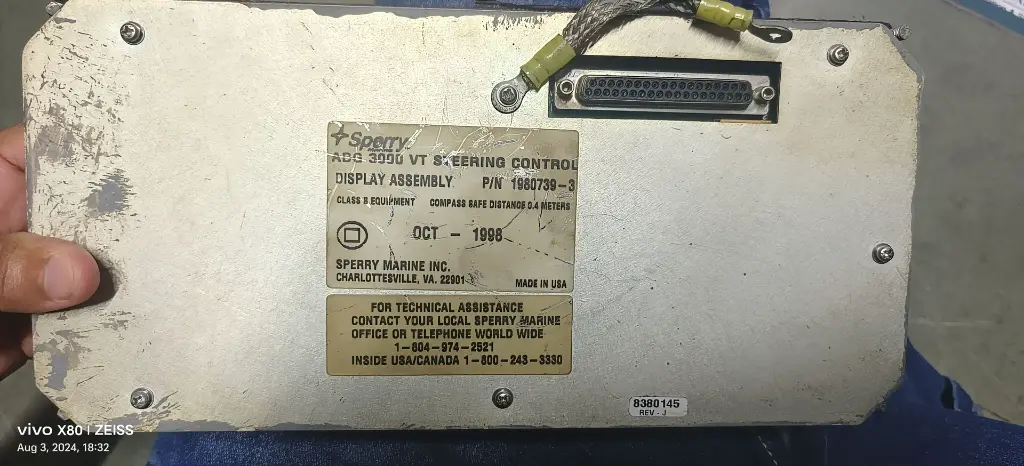 Sperry
ADG 3000 VT STEERING CONTROL
DISPLAY ASSEMBLY P/N 1980739-3
CLASS B EQUIPMENT COMPASS SAFE DISTANCE 0.4 METERS
OCT - 1998
SPERRY MARINE INC.
CHARLOTTESVILLE, VA. 22901
MADE IN USA
FOR TECHNICAL ASSISTANCE
CONTACT YOUR LOCAL SPERRY MARINE
OFFICE OR TELEPHONE WORLD WIDE
1-804-974-2521
INSIDE USA/CANADA 1-800-243-3330
8380145
REV - J
vivo X80 | ZEISS
Aug 3, 2024, 18:32